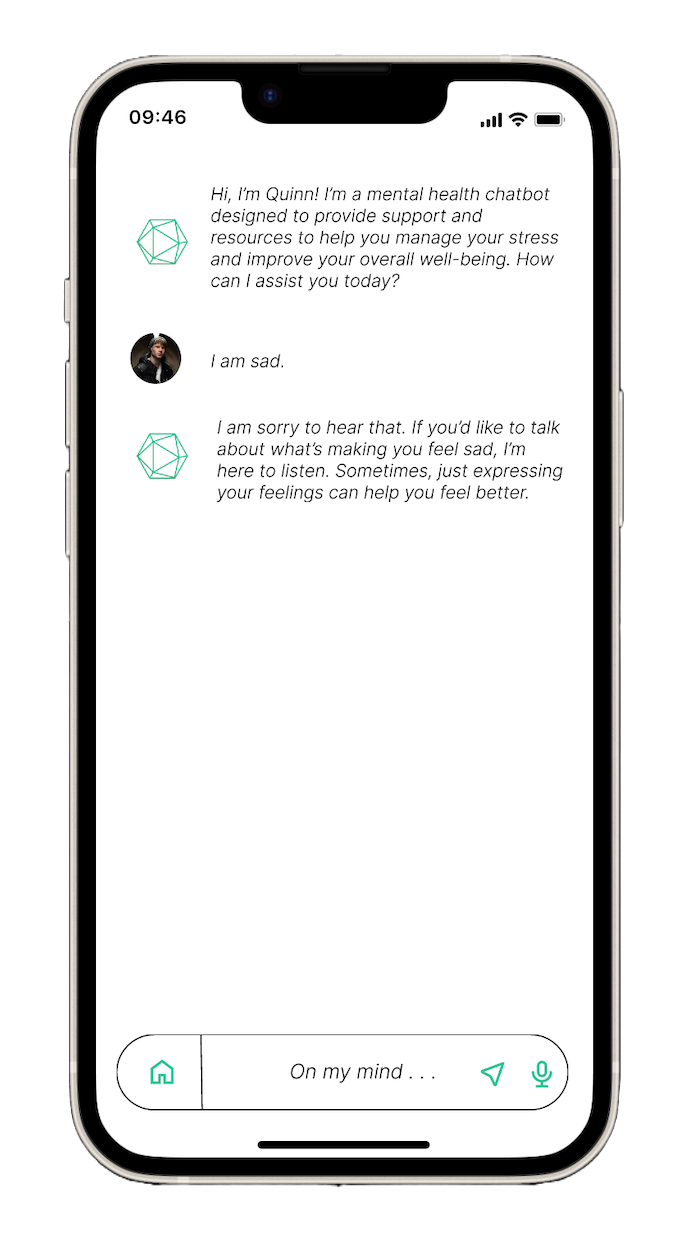 09:46
Hi, I’m Quinn! I’m a mental health chatbot
designed to provide support and
resources to help you manage your stress
and improve your overall well-being. How
can I assist you today?
I am sad.
I am sorry to hear that. If you’d like to talk
about what’s making you feel sad, I’m
here to listen. Sometimes, just expressing
your feelings can help you feel better.
On my mind . . .